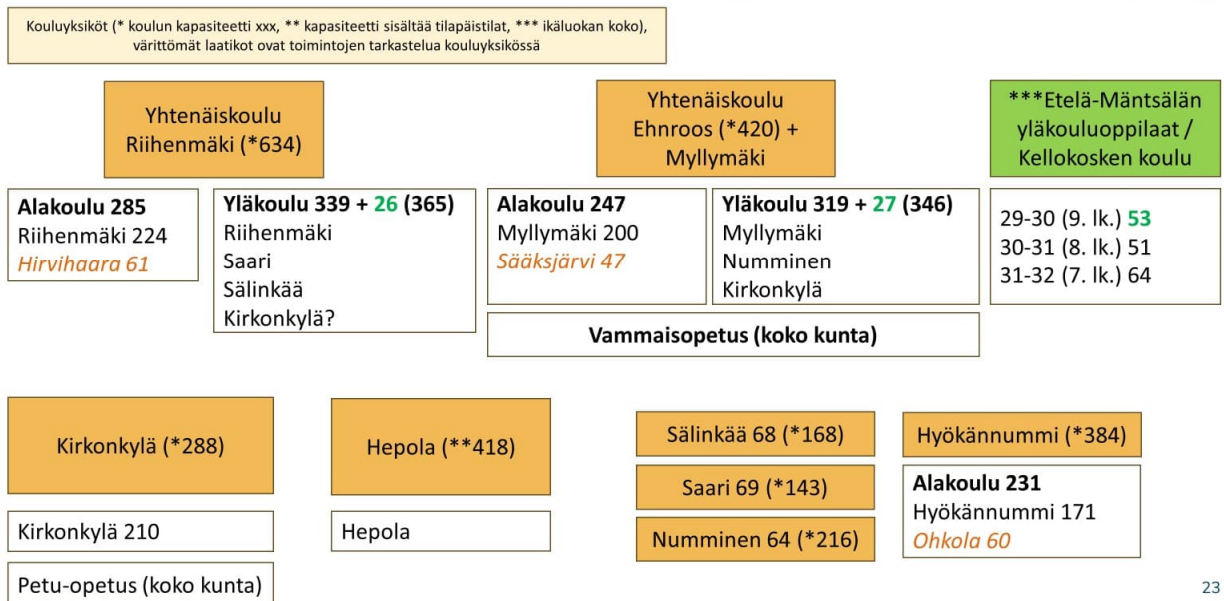 Kouluyksiköt (* koulun kapasiteetti xxx, ** kapasiteetti sisältää tilapäistilat, *** ikäluokan koko),
värittömät laatikot ovat toimintojen tarkastelua kouluyksikössä
Yhtenäiskoulu
Riihenmäki (*634)
Alakoulu 285
Riihenmäki 224
Hirvihaara 61
Yläkoulu 339 + 26 (365)
Riihenmäki
Saari
Sälinkää
Kirkonkylä?
Yhtenäiskoulu
Ehnroos (*420) +
Myllymäki
Alakoulu 247
Myllymäki 200
Sääksjärvi 47
Yläkoulu 319 + 27 (346)
Myllymäki
Numminen
Kirkonkylä
Vammaisopetus (koko kunta)
***Etelä-Mäntsälän
yläkouluoppilaat /
Kellokosken koulu
29-30 (9. lk.) 53
30-31 (8. lk.) 51
31-32 (7. lk.) 64
Kirkonkylä (*288)
Kirkonkylä 210
Petu-opetus (koko kunta)
Hepola (**418)
Hepola
Sälinkää 68 (*168)
Saari 69 (*143)
Numminen 64 (*216)
Hyökännummi (*384)
Alakoulu 231
Hyökännummi 171
Ohkola 60
23